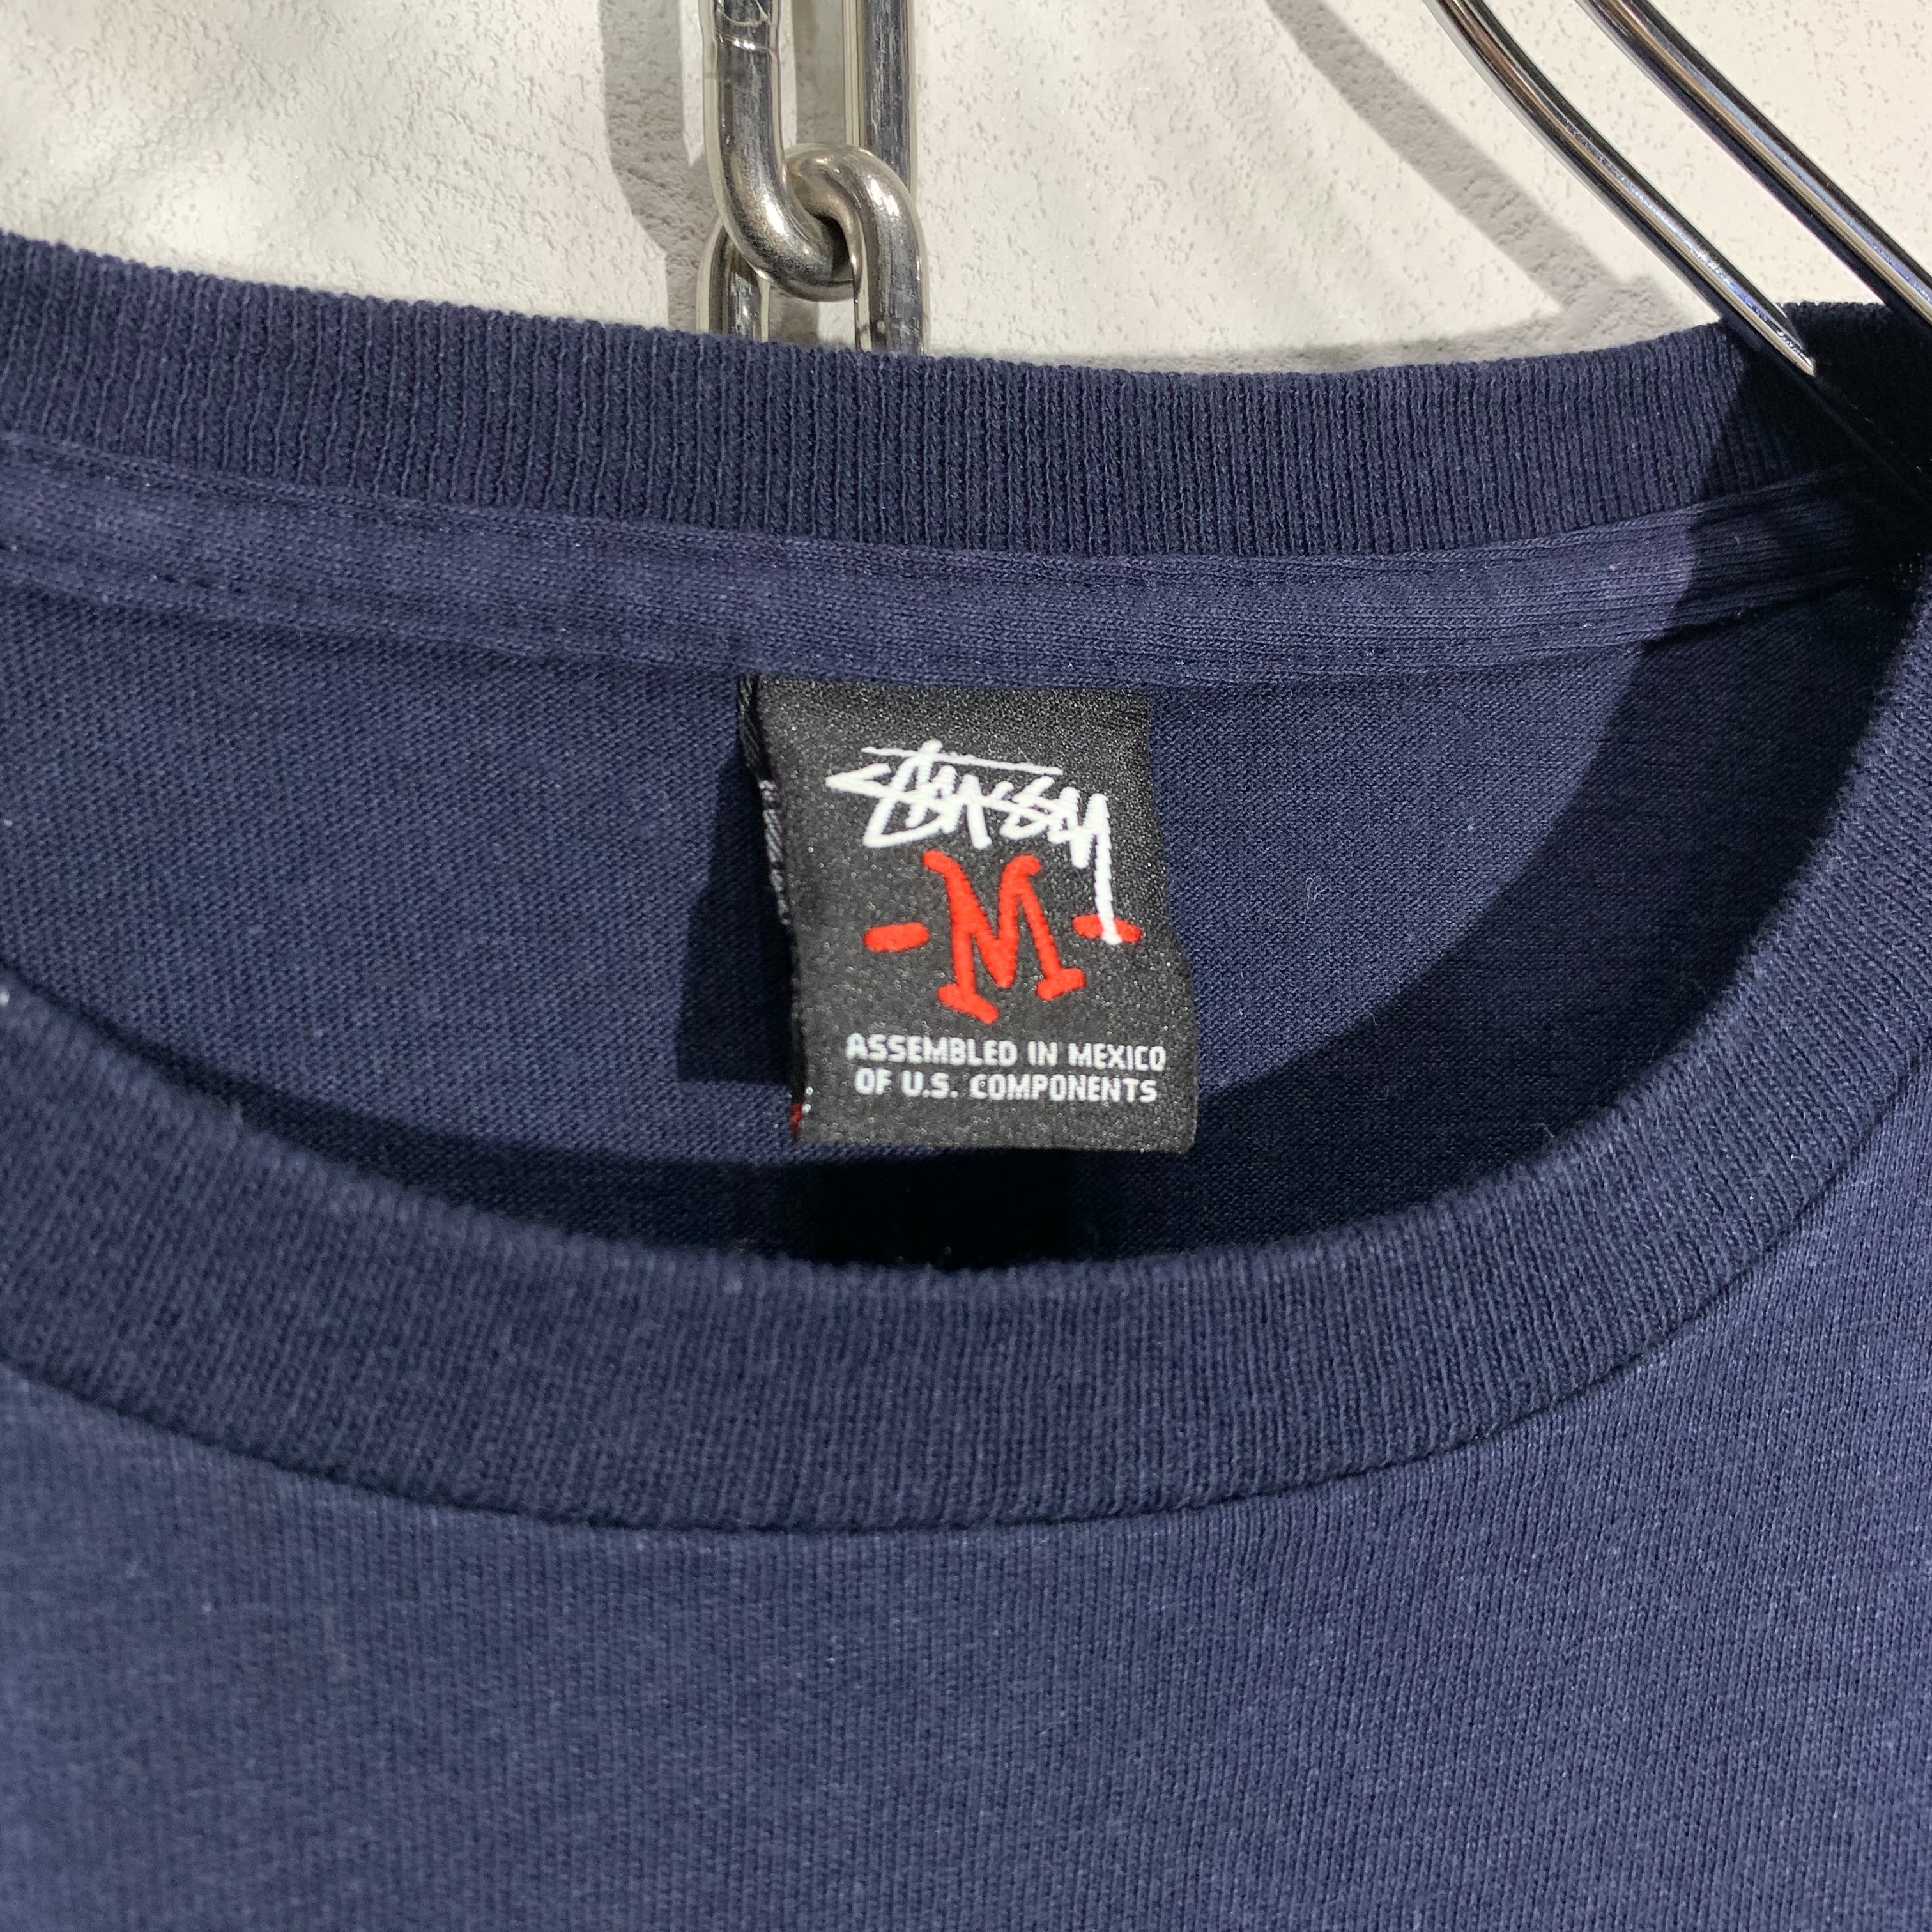 STUSSY
- M -
ASSEMBLED IN MEXICO
OF U.S. COMPONENTS